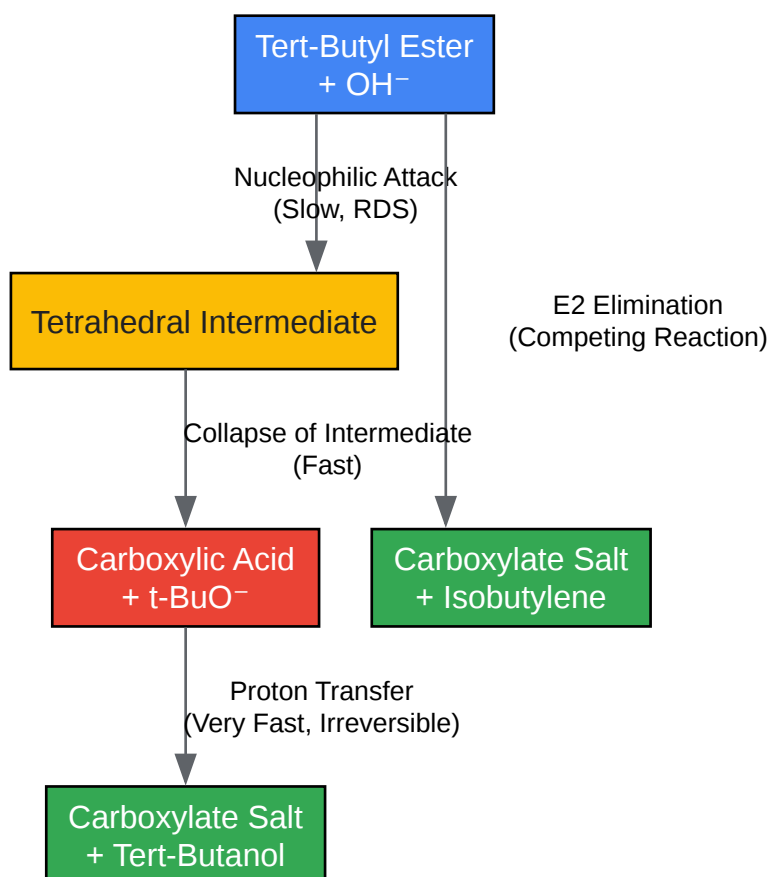 Tert-Butyl Ester
+ OH⁻
Nucleophilic Attack
(Slow, RDS)
Tetrahedral Intermediate
E2 Elimination
(Competing Reaction)
Collapse of Intermediate
(Fast)
Carboxylic Acid
+ t-BuO⁻
Carboxylate Salt
+ Isobutylene
Proton Transfer
(Very Fast, Irreversible)
Carboxylate Salt
+ Tert-Butanol